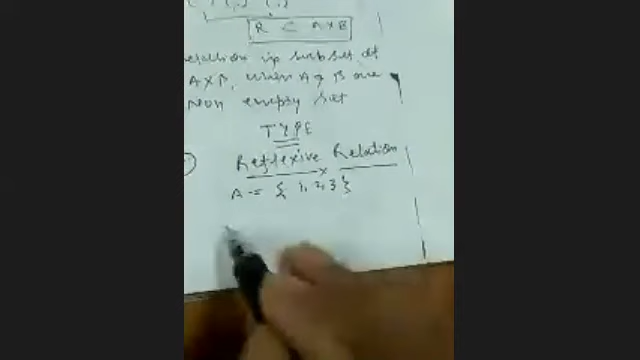 R ⊂ A×B
relation is subset of
A×B, when A & B are
Non empty set
TYPE
Reflexive Relation
A = { 1, 2, 3 }